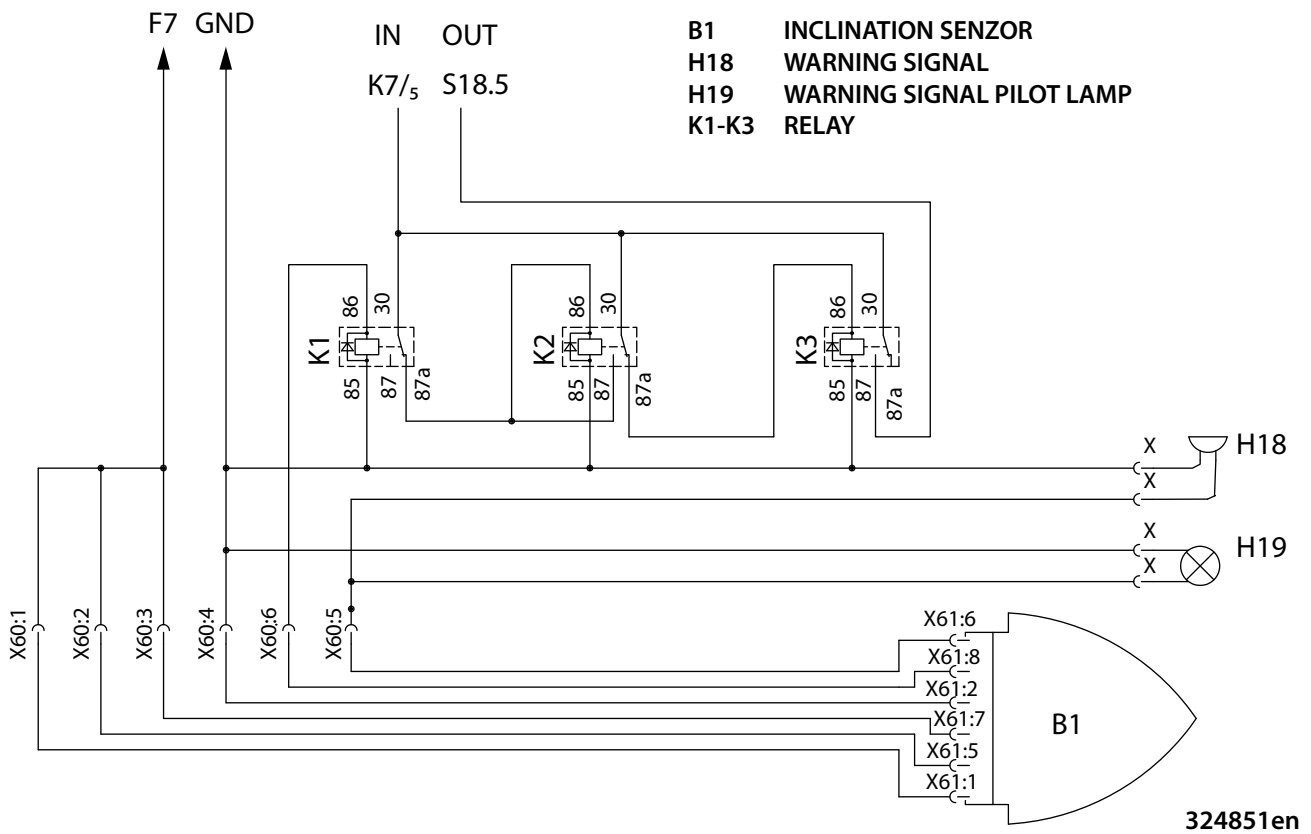 F7 GND
IN OUT
K7/₅ S18.5
B1 INCLINATION SENZOR
H18 WARNING SIGNAL
H19 WARNING SIGNAL PILOT LAMP
K1-K3 RELAY
86 30
86 30
86 30
K1
K2
K3
85 87 87a
85 87 87a
85 87 87a
X H18
X
X H19
X
X60:1 X60:2 X60:3 X60:4 X60:6 X60:5
X61:6
X61:8
X61:2
X61:7
X61:5
X61:1
B1
324851en